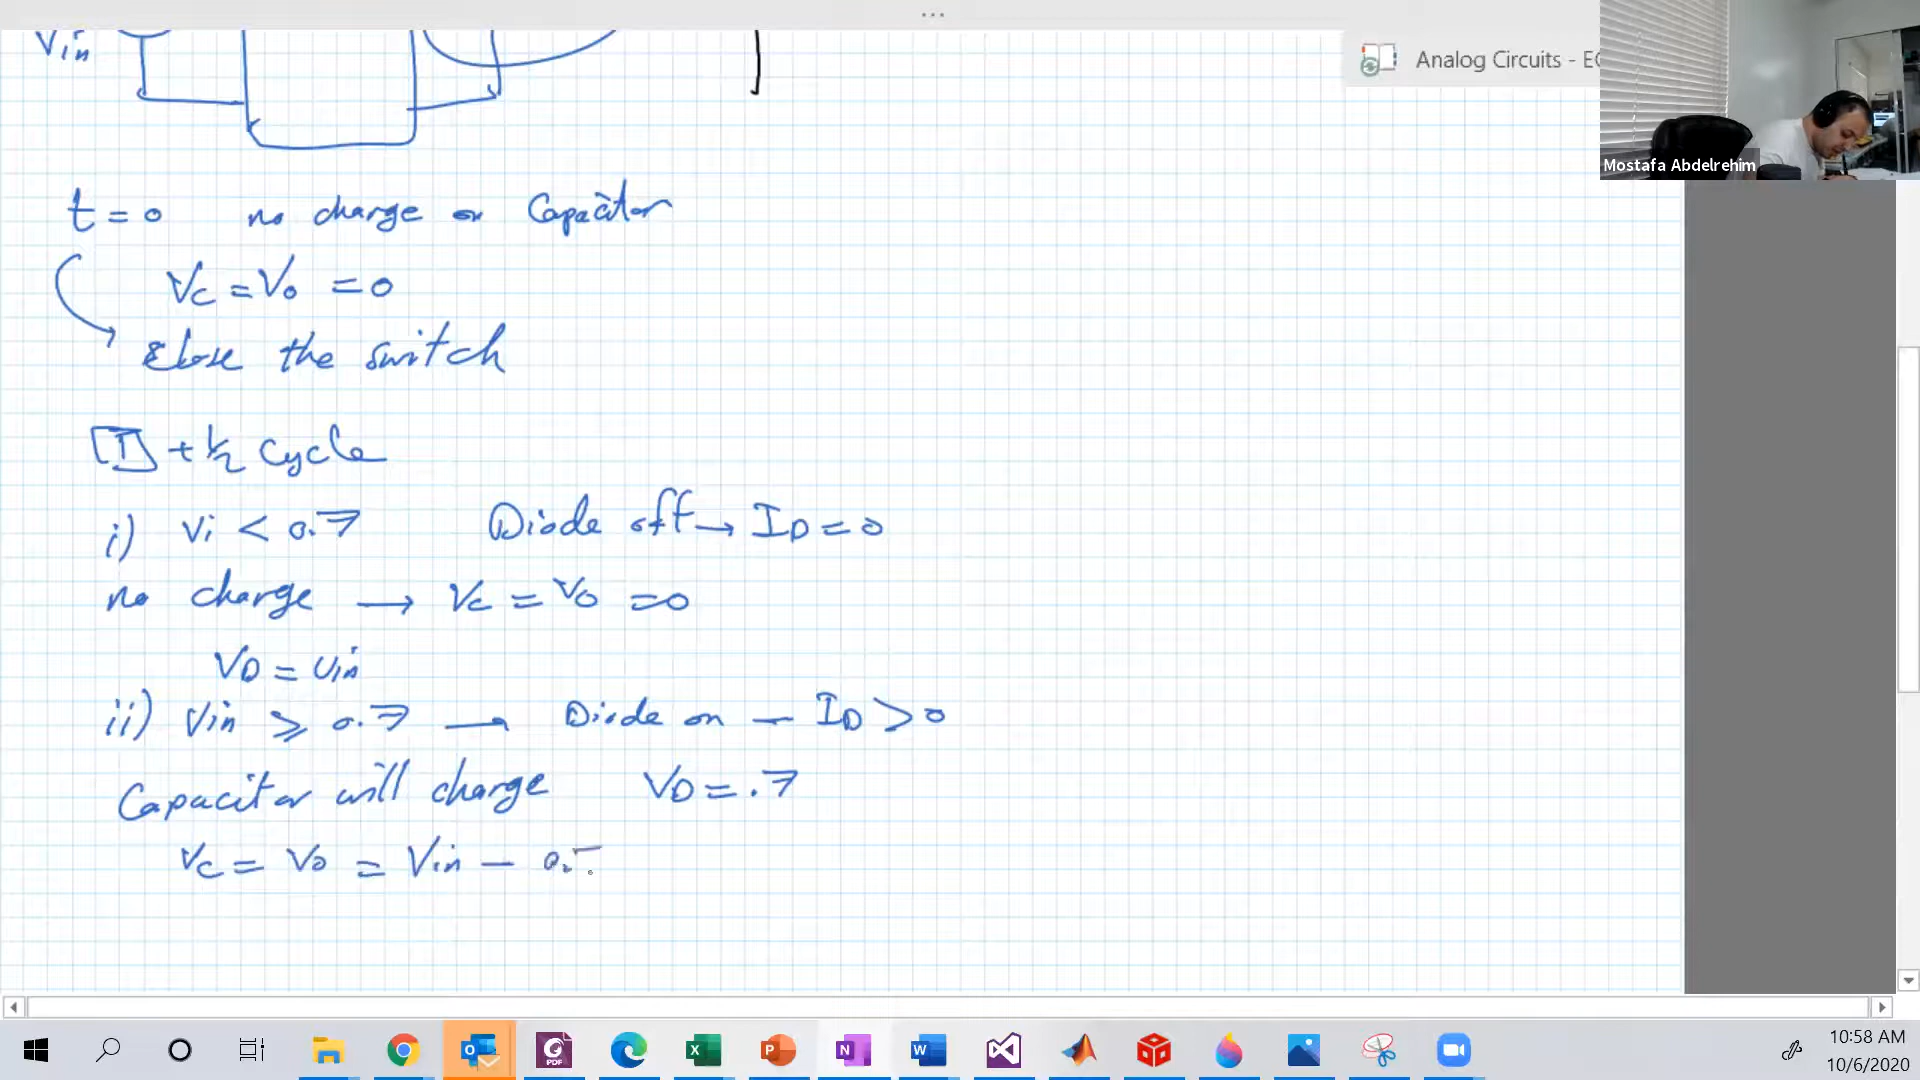 ...
Vin
Analog Circuits - EC
Mostafa Abdelrehim
t = 0 no charge on Capacitor
Vc = Vo = 0
close the switch
[I] + 1/2 cycle
i) Vi < 0.7 Diode off → ID = 0
no charge → Vc = Vo = 0
VD = Vin
ii) Vin ≥ 0.7 → Diode on — ID > 0
Capacitor will charge VD = .7
Vc = Vo = Vin — 0.7
10:58 AM
10/6/2020